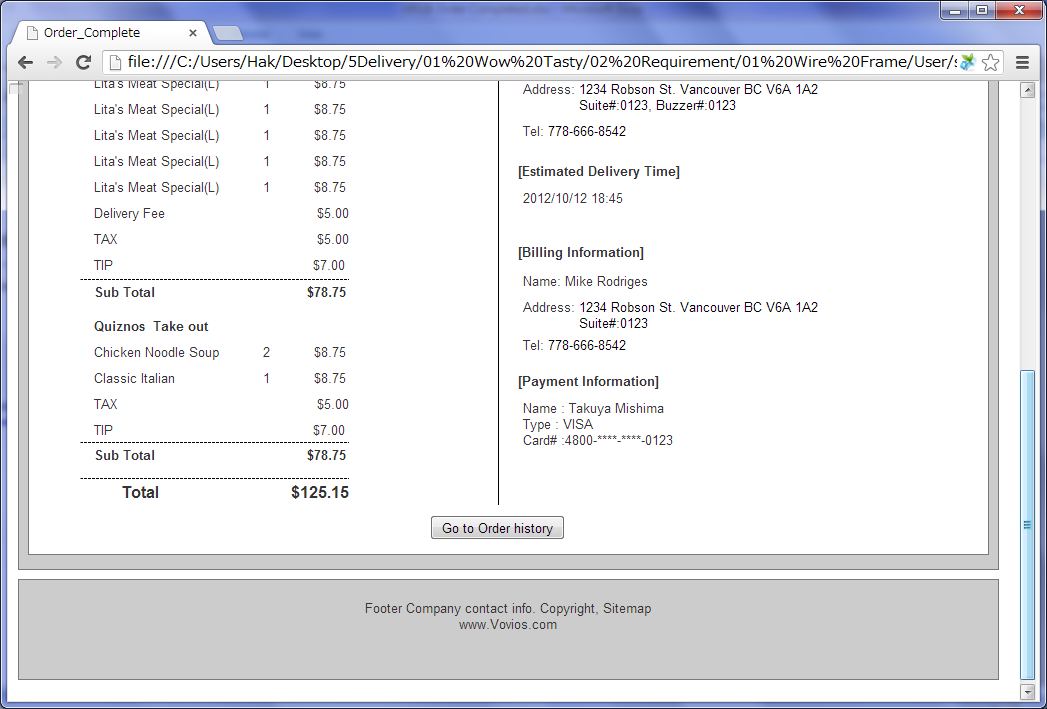 Order_Complete
file:///C:/Users/Hak/Desktop/5Delivery/01%20Wow%20Tasty/02%20Requirement/01%20Wire%20Frame/User/s
Lita's Meat Special(L) 1 $8.75
Lita's Meat Special(L) 1 $8.75
Lita's Meat Special(L) 1 $8.75
Lita's Meat Special(L) 1 $8.75
Lita's Meat Special(L) 1 $8.75
Delivery Fee $5.00
TAX $5.00
TIP $7.00
Sub Total $78.75
Quiznos Take out
Chicken Noodle Soup 2 $8.75
Classic Italian 1 $8.75
TAX $5.00
TIP $7.00
Sub Total $78.75
Total $125.15
Address: 1234 Robson St. Vancouver BC V6A 1A2
Suite#:0123, Buzzer#:0123
Tel: 778-666-8542
[Estimated Delivery Time]
2012/10/12 18:45
[Billing Information]
Name: Mike Rodriges
Address: 1234 Robson St. Vancouver BC V6A 1A2
Suite#:0123
Tel: 778-666-8542
[Payment Information]
Name : Takuya Mishima
Type : VISA
Card# :4800-****-****-0123
Go to Order history
Footer Company contact info. Copyright, Sitemap
www.Vovios.com